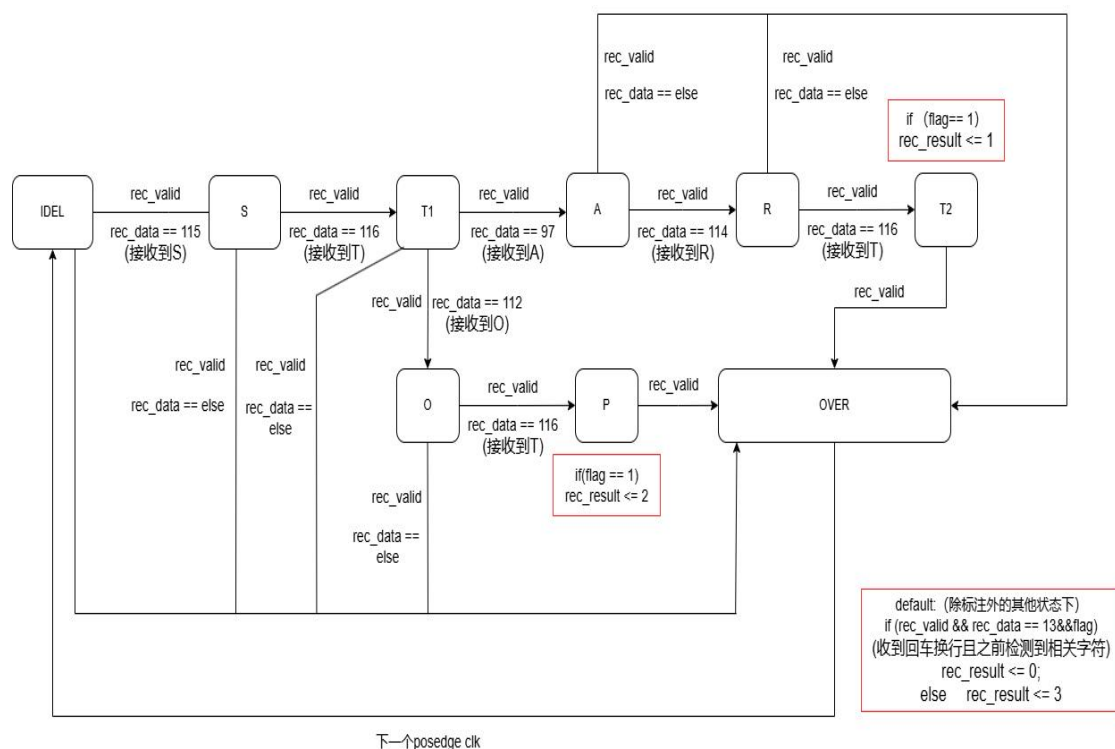 rec_valid
rec_data == else
rec_valid
rec_data == else
if （flag== 1）
rec_result <= 1
IDEL
rec_valid
rec_data == 115
(接收到S)
S
rec_valid
rec_data == 116
(接收到T)
T1
rec_valid
rec_data == 97
(接收到A)
A
rec_valid
rec_data == 114
(接收到R)
R
rec_valid
rec_data == 116
(接收到T)
T2
rec_valid
rec_valid
rec_data == 112
(接收到O)
rec_valid
rec_data == else
rec_valid
rec_data ==
else
O
rec_valid
rec_data == 116
(接收到T)
P
rec_valid
OVER
if(flag == 1)
rec_result <= 2
rec_valid
rec_data ==
else
default:（除标注外的其他状态下）
if (rec_valid && rec_data == 13&&flag)
(收到回车换行且之前检测到相关字符)
rec_result <= 0;
else rec_result <= 3
下一个posedge clk